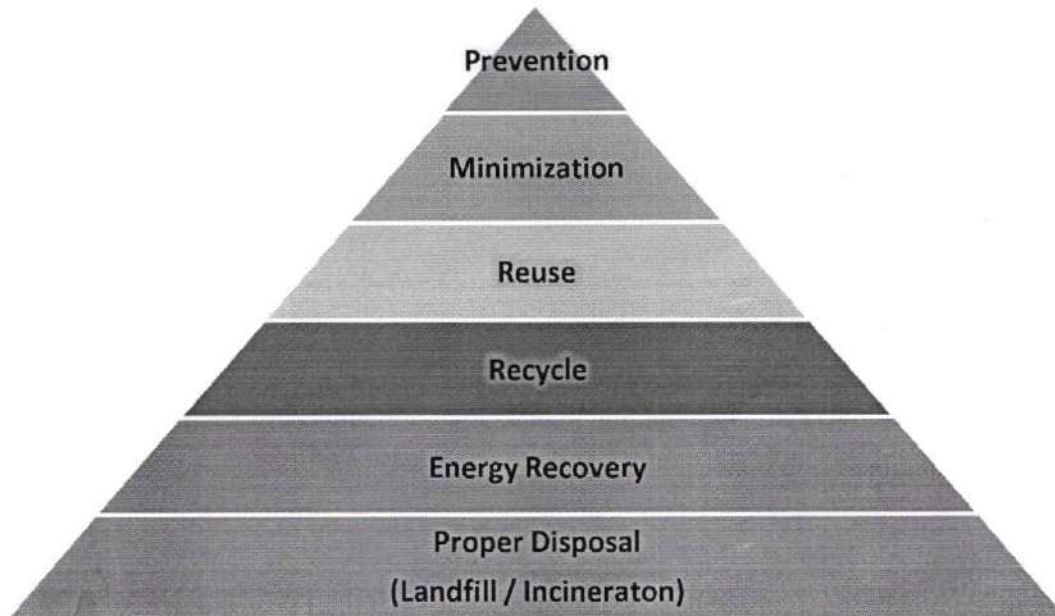 Prevention
Minimization
Reuse
Recycle
Energy Recovery
Proper Disposal
(Landfill / Incineraton)